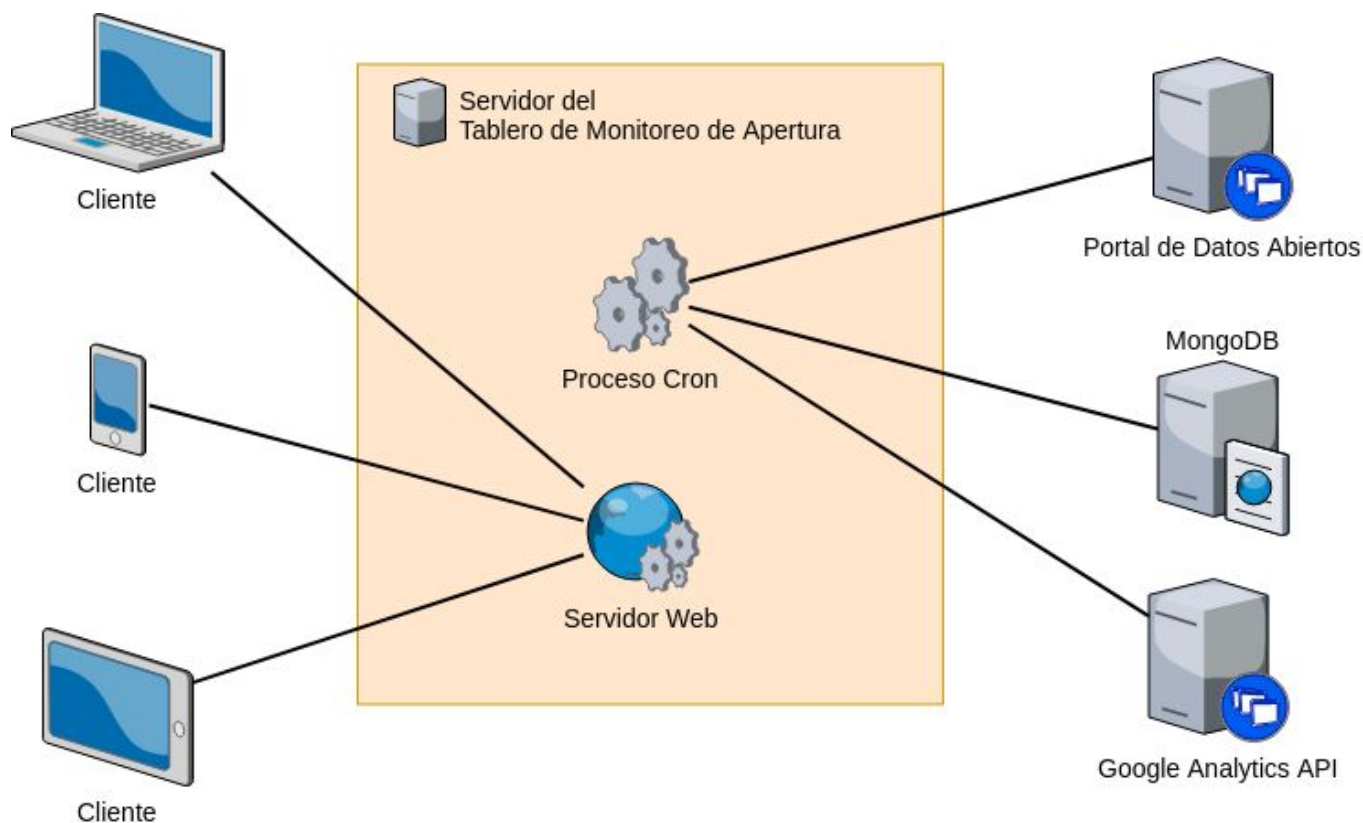 Servidor del
Tablero de Monitoreo de Apertura
Cliente
Portal de Datos Abiertos
MongoDB
Proceso Cron
Cliente
Servidor Web
Google Analytics API
Cliente